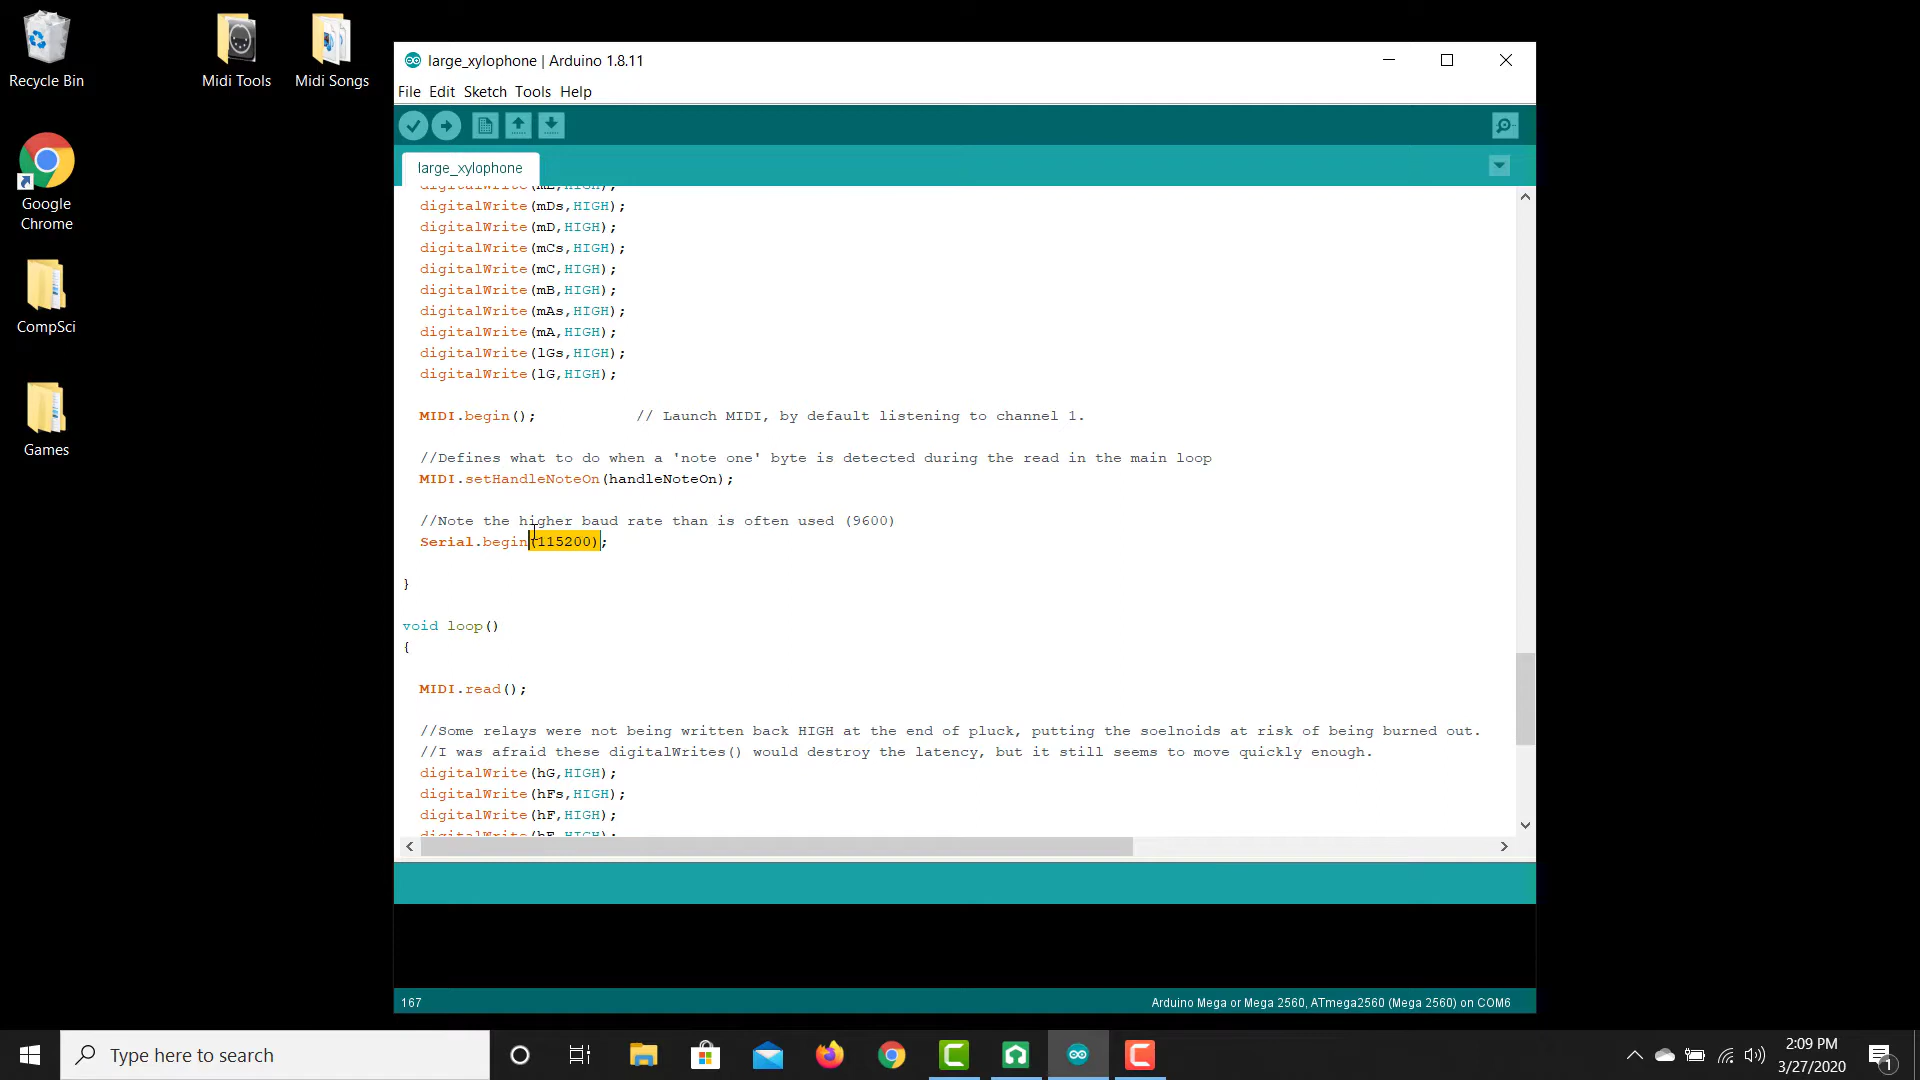 Recycle Bin
Midi Tools
Midi Songs
Google
Chrome
CompSci
Games
large_xylophone | Arduino 1.8.11
File Edit Sketch Tools Help
large_xylophone
digitalWrite(mDs,HIGH);
digitalWrite(mD,HIGH);
digitalWrite(mCs,HIGH);
digitalWrite(mC,HIGH);
digitalWrite(mB,HIGH);
digitalWrite(mAs,HIGH);
digitalWrite(mA,HIGH);
digitalWrite(lGs,HIGH);
digitalWrite(lG,HIGH);
MIDI.begin(); // Launch MIDI, by default listening to channel 1.
//Defines what to do when a 'note one' byte is detected during the read in the main loop
MIDI.setHandleNoteOn(handleNoteOn);
//Note the higher baud rate than is often used (9600)
Serial.begin(115200);
}
void loop()
{
MIDI.read();
//Some relays were not being written back HIGH at the end of pluck, putting the soelnoids at risk of being burned out.
//I was afraid these digitalWrites() would destroy the latency, but it still seems to move quickly enough.
digitalWrite(hG,HIGH);
digitalWrite(hFs,HIGH);
digitalWrite(hF,HIGH);
167
Arduino Mega or Mega 2560, ATmega2560 (Mega 2560) on COM6
Type here to search
2:09 PM
3/27/2020
1